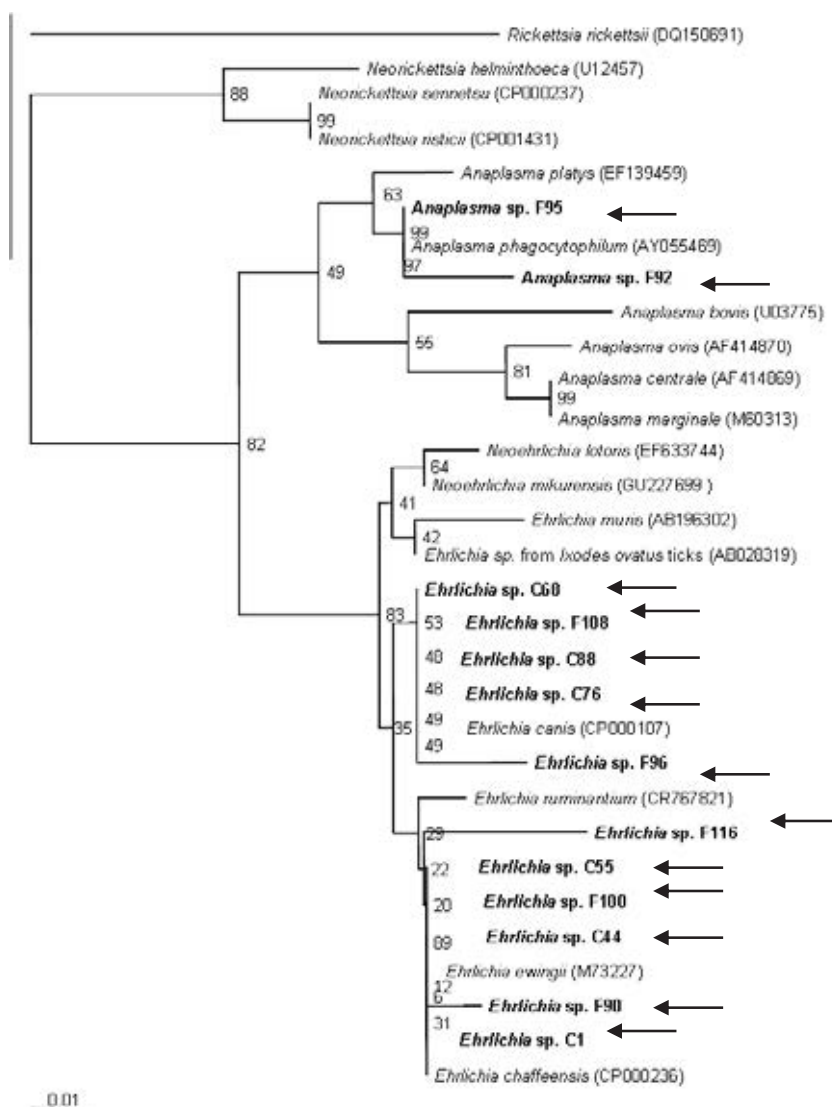 Rickettsia rickettsii (DQ150691)
Neorickettsia helminthoeca (U12457)
88
Neorickettsia sennetsu (CP000237)
99
Neorickettsia risticii (CP001431)
Anaplasma platys (EF139459)
63
Anaplasma sp. F95
99
Anaplasma phagocytophilum (AY055469)
97
Anaplasma sp. F92
49
Anaplasma bovis (U03775)
55
Anaplasma ovis (AF414870)
81
Anaplasma centrale (AF414869)
99
Anaplasma marginale (M60313)
82
Neoehrlichia lotoris (EF633744)
64
Neoehrlichia mikurensis (GU227699 )
41
Ehrlichia muris (AB196302)
42
Ehrlichia sp. from Ixodes ovatus ticks (AB028319)
Ehrlichia sp. C60
83
53
Ehrlichia sp. F108
48
Ehrlichia sp. C88
48
Ehrlichia sp. C76
49
Ehrlichia canis (CP000107)
35
49
Ehrlichia sp. F96
Ehrlichia ruminantium (CR767821)
29
Ehrlichia sp. F116
22
Ehrlichia sp. C55
20
Ehrlichia sp. F100
89
Ehrlichia sp. C44
Ehrlichia ewingii (M73227)
12
6
Ehrlichia sp. F90
31
Ehrlichia sp. C1
Ehrlichia chaffeensis (CP000236)
0.01